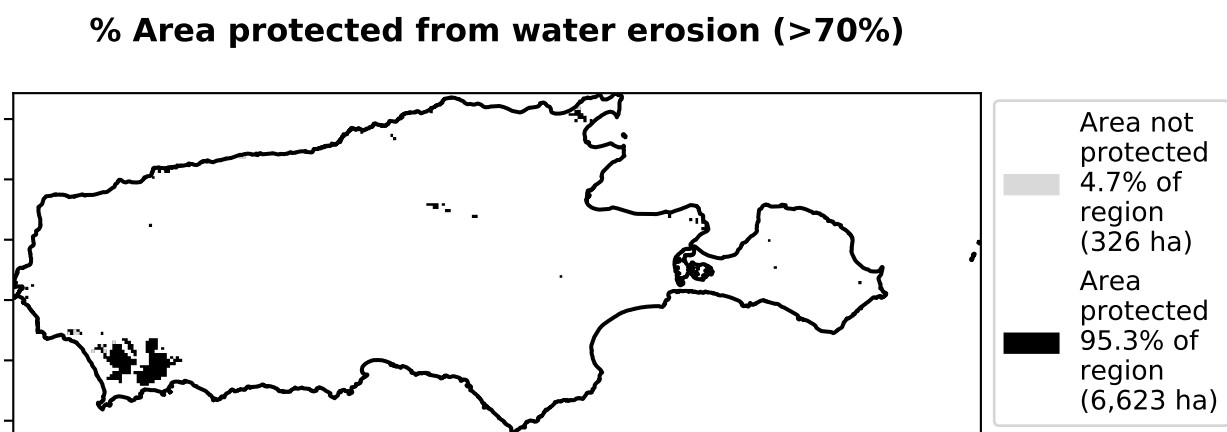 % Area protected from water erosion (>70%)
Area not
protected
4.7% of
region
(326 ha)
Area
protected
95.3% of
region
(6,623 ha)